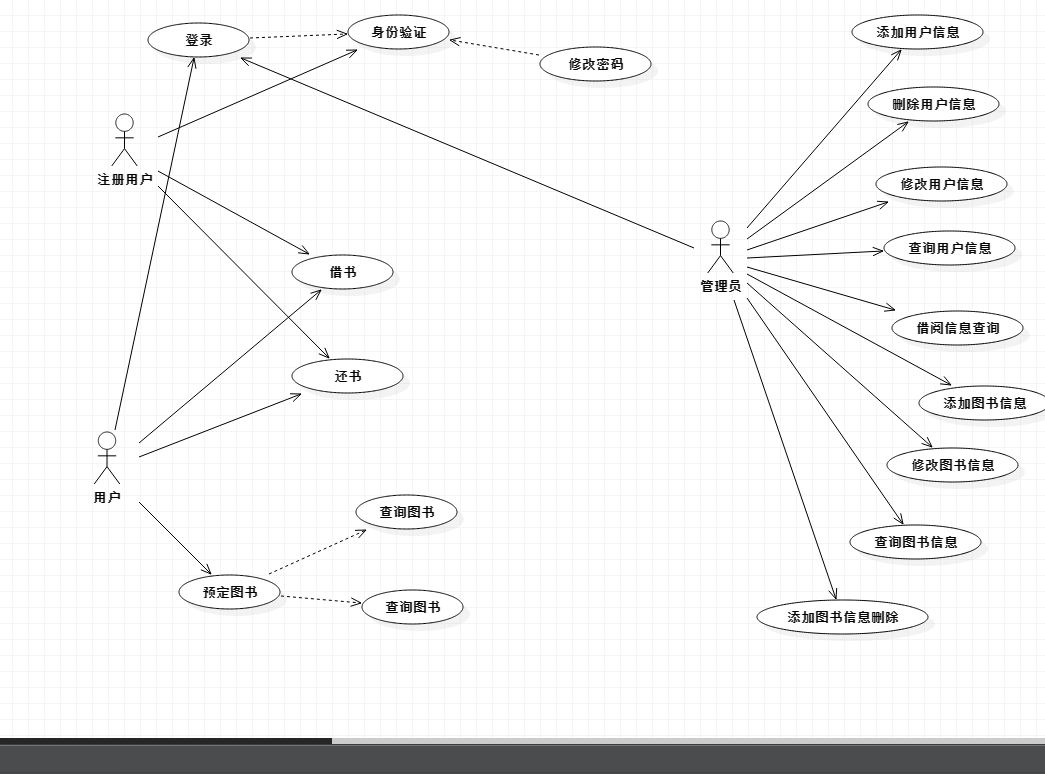 登录
身份验证
修改密码
添加用户信息
删除用户信息
注册用户
修改用户信息
查询用户信息
借书
管理员
借阅信息查询
还书
添加图书信息
修改图书信息
用户
查询图书
查询图书信息
预定图书
查询图书
添加图书信息删除